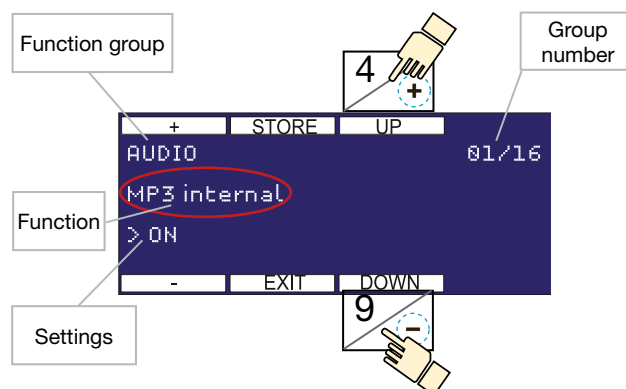 Function group
Group
number
4
+
+ STORE UP
AUDIO 01/16
MP3 internal
Function
> ON
- EXIT DOWN
9
-
Settings